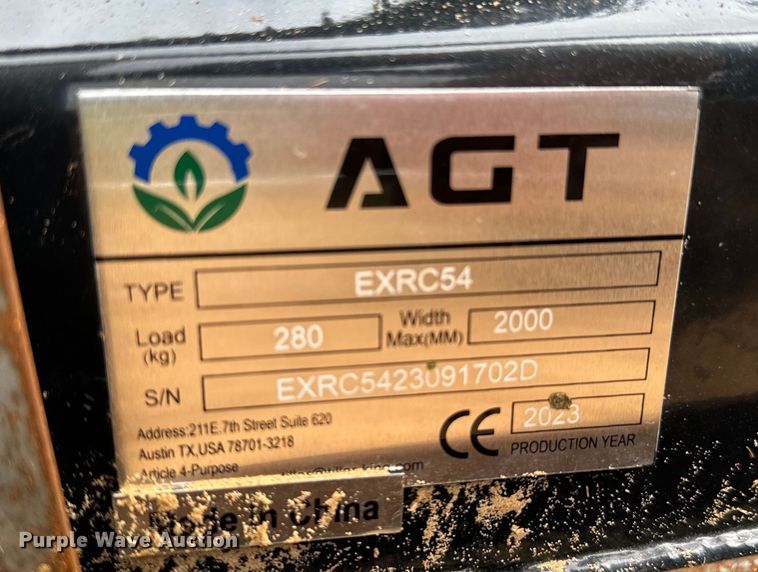 AGT
TYPE EXRC54
Load (kg) 280 Width Max(MM) 2000
S/N EXRC5423091702D
Address:211E.7th Street Suite 620
Austin TX,USA 78701-3218
Article 4-Purpose
CE 2023
PRODUCTION YEAR
Made in China
Purple Wave Auction